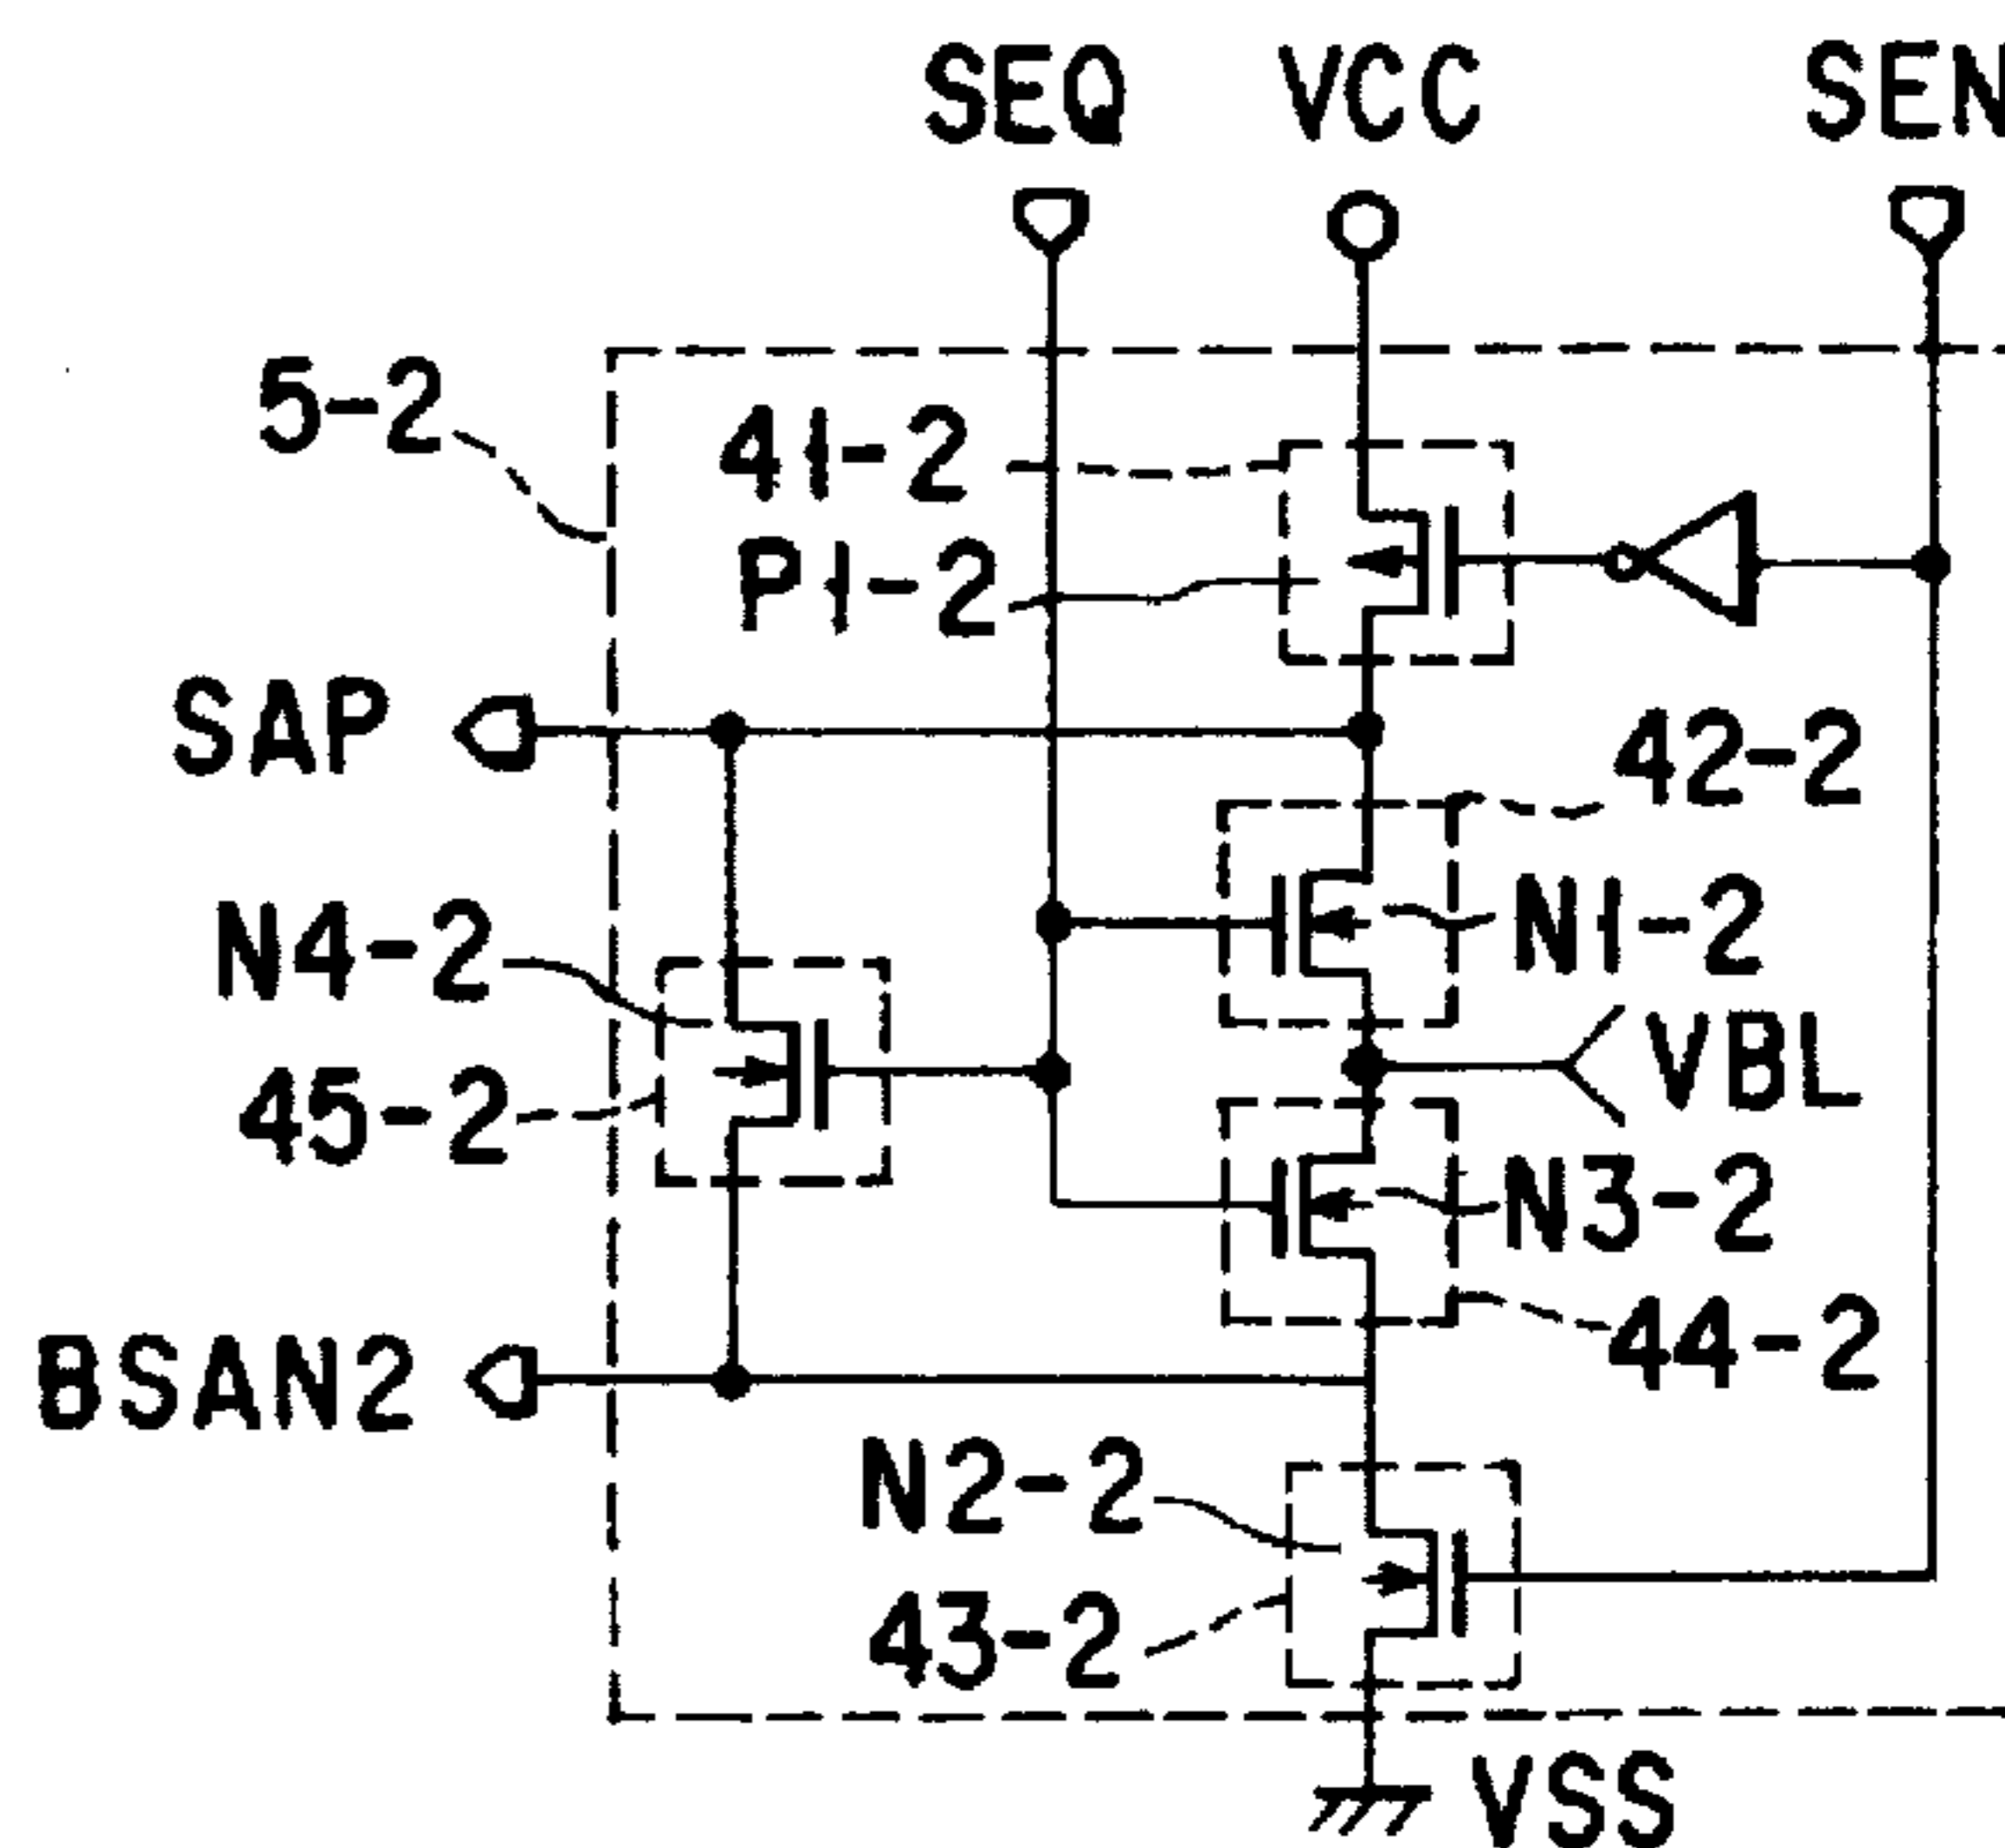 SEQ VCC SEN
5-2
41-2
P1-2
SAP
42-2
N4-2
N1-2
45-2
VBL
N3-2
BSAN2
44-2
N2-2
43-2
VSS